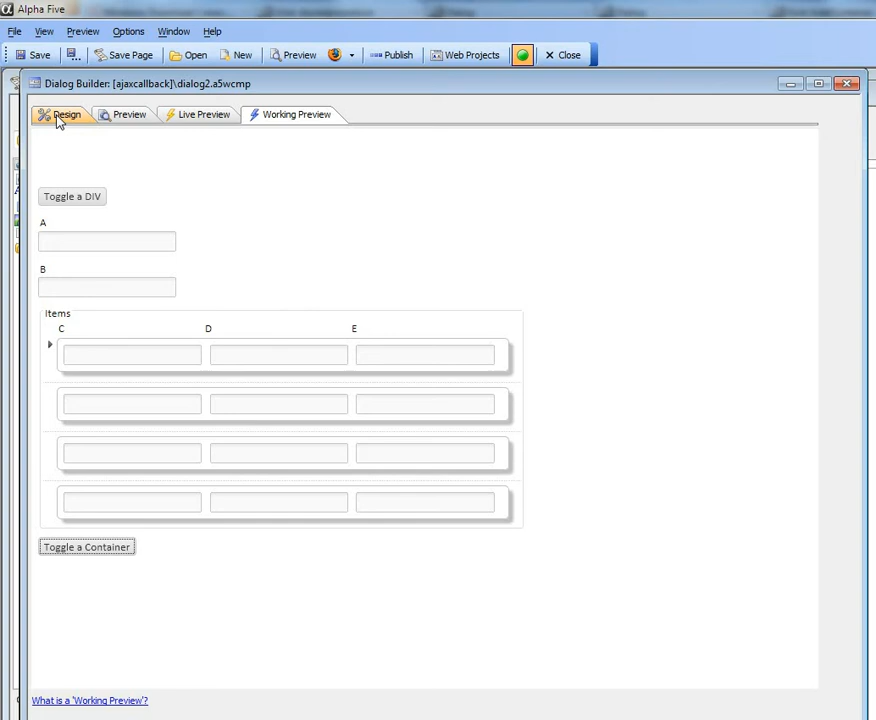 Alpha Five
File View Preview Options Window Help
Save Save Page Open New Preview Publish Web Projects Close
Dialog Builder: [ajaxcallback]\dialog2.a5wcmp
Design Preview Live Preview Working Preview
Toggle a DIV
A
B
Items
C D E
Toggle a Container
What is a 'Working Preview'?